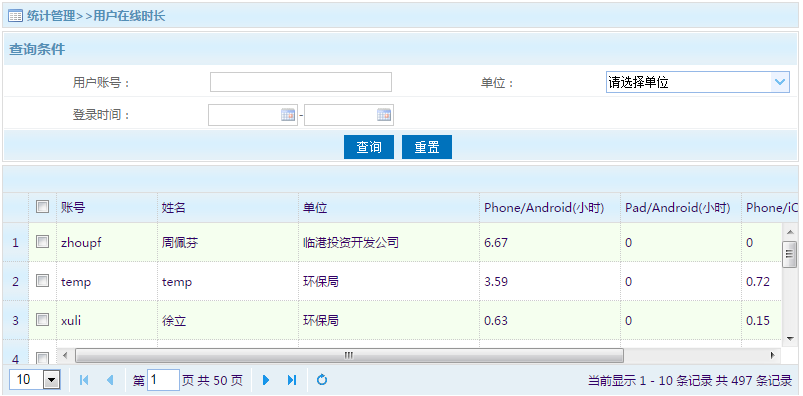 统计管理>>用户在线时长
查询条件
用户账号： 单位： 请选择单位
登录时间： -
查询 重置
账号 姓名 单位 Phone/Android(小时) Pad/Android(小时) Phone/iO
1 zhoupf 周佩芬 临港投资开发公司 6.67 0 0
2 temp temp 环保局 3.59 0 0.72
3 xuli 徐立 环保局 0.63 0 0.15
4
10 第 1 页 共 50 页 当前显示 1 - 10 条记录 共 497 条记录